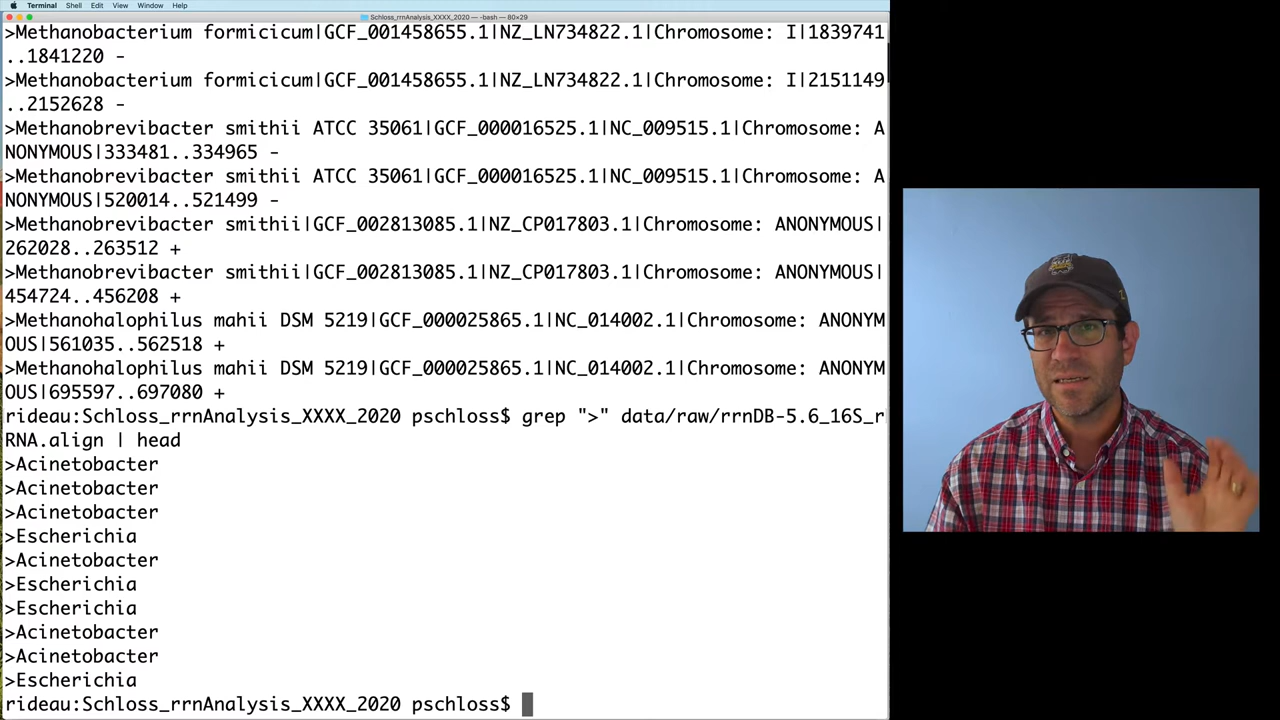 Terminal Shell Edit View Window Help
Schloss_rrnAnalysis_XXXX_2020 — -bash — 80×29
>Methanobacterium formicicum|GCF_001458655.1|NZ_LN734822.1|Chromosome: I|1839741
..1841220 -
>Methanobacterium formicicum|GCF_001458655.1|NZ_LN734822.1|Chromosome: I|2151149
..2152628 -
>Methanobrevibacter smithii ATCC 35061|GCF_000016525.1|NC_009515.1|Chromosome: A
NONYMOUS|333481..334965 -
>Methanobrevibacter smithii ATCC 35061|GCF_000016525.1|NC_009515.1|Chromosome: A
NONYMOUS|520014..521499 -
>Methanobrevibacter smithii|GCF_002813085.1|NZ_CP017803.1|Chromosome: ANONYMOUS|
262028..263512 +
>Methanobrevibacter smithii|GCF_002813085.1|NZ_CP017803.1|Chromosome: ANONYMOUS|
454724..456208 +
>Methanohalophilus mahii DSM 5219|GCF_000025865.1|NC_014002.1|Chromosome: ANONYM
OUS|561035..562518 +
>Methanohalophilus mahii DSM 5219|GCF_000025865.1|NC_014002.1|Chromosome: ANONYM
OUS|695597..697080 +
rideau:Schloss_rrnAnalysis_XXXX_2020 pschloss$ grep ">" data/raw/rrnDB-5.6_16S_r
RNA.align | head
>Acinetobacter
>Acinetobacter
>Acinetobacter
>Escherichia
>Acinetobacter
>Escherichia
>Escherichia
>Acinetobacter
>Acinetobacter
>Escherichia
rideau:Schloss_rrnAnalysis_XXXX_2020 pschloss$